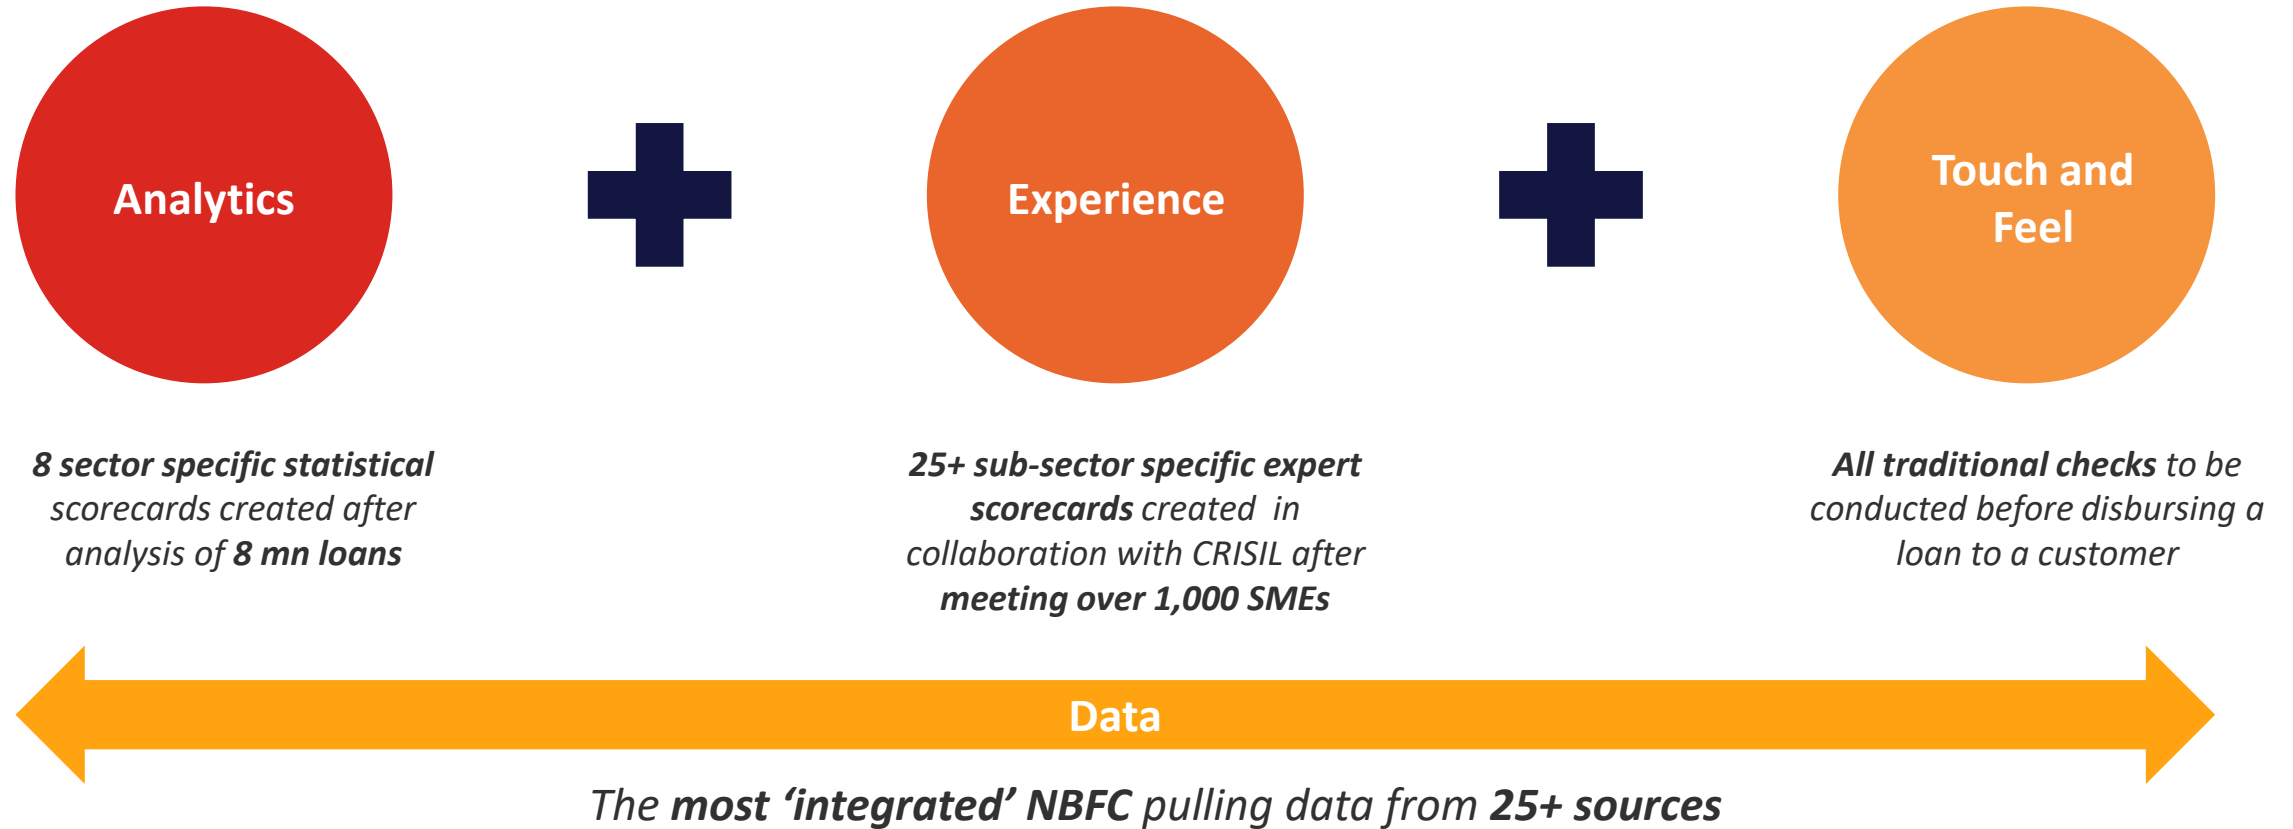 Analytics
Experience
Touch and
Feel
8 sector specific statistical
scorecards created after
analysis of 8 mn loans
25+ sub-sector specific expert
scorecards created in
collaboration with CRISIL after
meeting over 1,000 SMEs
All traditional checks to be
conducted before disbursing a
loan to a customer
Data
The most ‘integrated’ NBFC pulling data from 25+ sources